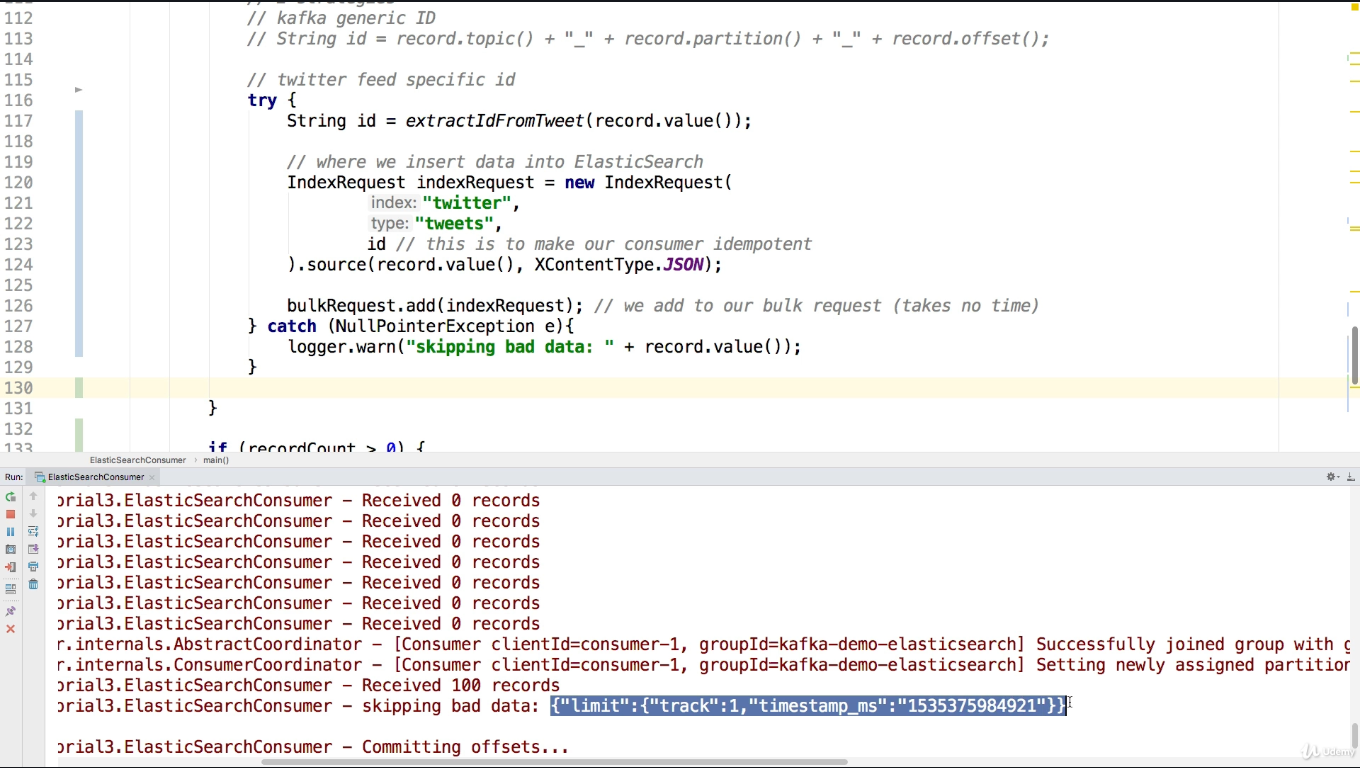 112 // kafka generic ID
113 // String id = record.topic() + "_" + record.partition() + "_" + record.offset();
114
115 // twitter feed specific id
116 try {
117 String id = extractIdFromTweet(record.value());
118
119 // where we insert data into ElasticSearch
120 IndexRequest indexRequest = new IndexRequest(
121 index: "twitter",
122 type: "tweets",
123 id // this is to make our consumer idempotent
124 ).source(record.value(), XContentType.JSON);
125
126 bulkRequest.add(indexRequest); // we add to our bulk request (takes no time)
127 } catch (NullPointerException e){
128 logger.warn("skipping bad data: " + record.value());
129 }
130
131 }
132
133 if (recordCount > 0) {
ElasticSearchConsumer › main()
Run: ElasticSearchConsumer ×
orial3.ElasticSearchConsumer – Received 0 records
orial3.ElasticSearchConsumer – Received 0 records
orial3.ElasticSearchConsumer – Received 0 records
orial3.ElasticSearchConsumer – Received 0 records
orial3.ElasticSearchConsumer – Received 0 records
orial3.ElasticSearchConsumer – Received 0 records
orial3.ElasticSearchConsumer – Received 0 records
r.internals.AbstractCoordinator – [Consumer clientId=consumer-1, groupId=kafka-demo-elasticsearch] Successfully joined group with
r.internals.ConsumerCoordinator – [Consumer clientId=consumer-1, groupId=kafka-demo-elasticsearch] Setting newly assigned partition
orial3.ElasticSearchConsumer – Received 100 records
orial3.ElasticSearchConsumer – skipping bad data: {"limit":{"track":1,"timestamp_ms":"1535375984921"}}
orial3.ElasticSearchConsumer – Committing offsets...
Udemy